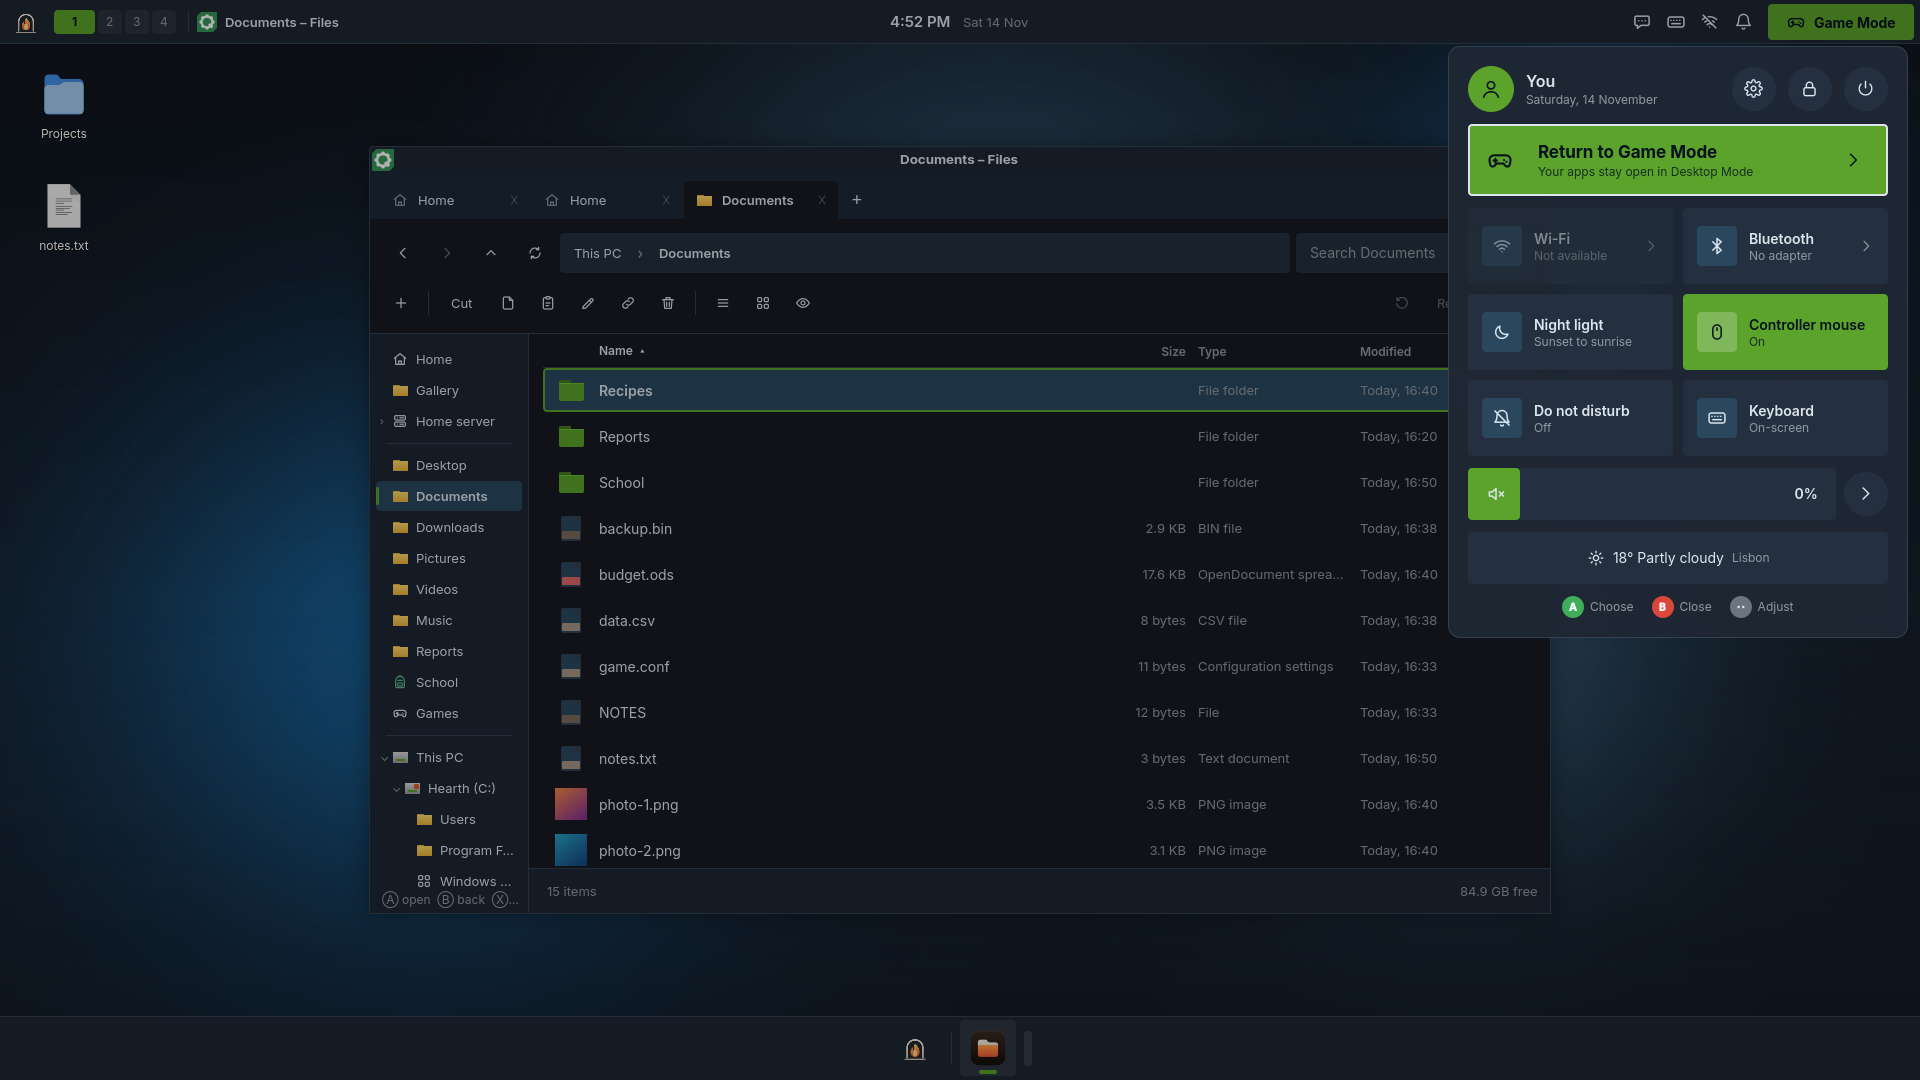 1 2 3 4 Documents – Files 4:52 PM Sat 14 Nov Game Mode
Projects
notes.txt
Documents – Files
Home X Home X Documents X +
This PC › Documents Search Documents
Cut
Home
Gallery
Home server
Desktop
Documents
Downloads
Pictures
Videos
Music
Reports
School
Games
This PC
Hearth (C:)
Users
Program F...
Windows ...
A open B back X...
Name Size Type Modified
Recipes File folder Today, 16:40
Reports File folder Today, 16:20
School File folder Today, 16:50
backup.bin 2.9 KB BIN file Today, 16:38
budget.ods 17.6 KB OpenDocument sprea... Today, 16:40
data.csv 8 bytes CSV file Today, 16:38
game.conf 11 bytes Configuration settings Today, 16:33
NOTES 12 bytes File Today, 16:33
notes.txt 3 bytes Text document Today, 16:50
photo-1.png 3.5 KB PNG image Today, 16:40
photo-2.png 3.1 KB PNG image Today, 16:40
15 items 84.9 GB free
You
Saturday, 14 November
Return to Game Mode
Your apps stay open in Desktop Mode
Wi-Fi
Not available
Bluetooth
No adapter
Night light
Sunset to sunrise
Controller mouse
On
Do not disturb
Off
Keyboard
On-screen
0%
18° Partly cloudy Lisbon
A Choose B Close Adjust